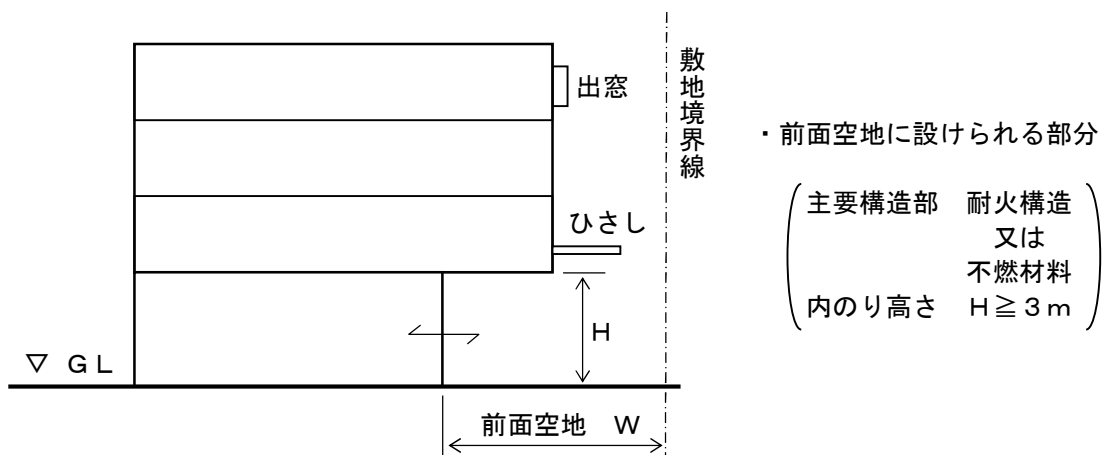 出窓
敷地境界線
ひさし
H
▽ GL
前面空地 W
・前面空地に設けられる部分
主要構造部 耐火構造
又は
不燃材料
内のり高さ H≧3m